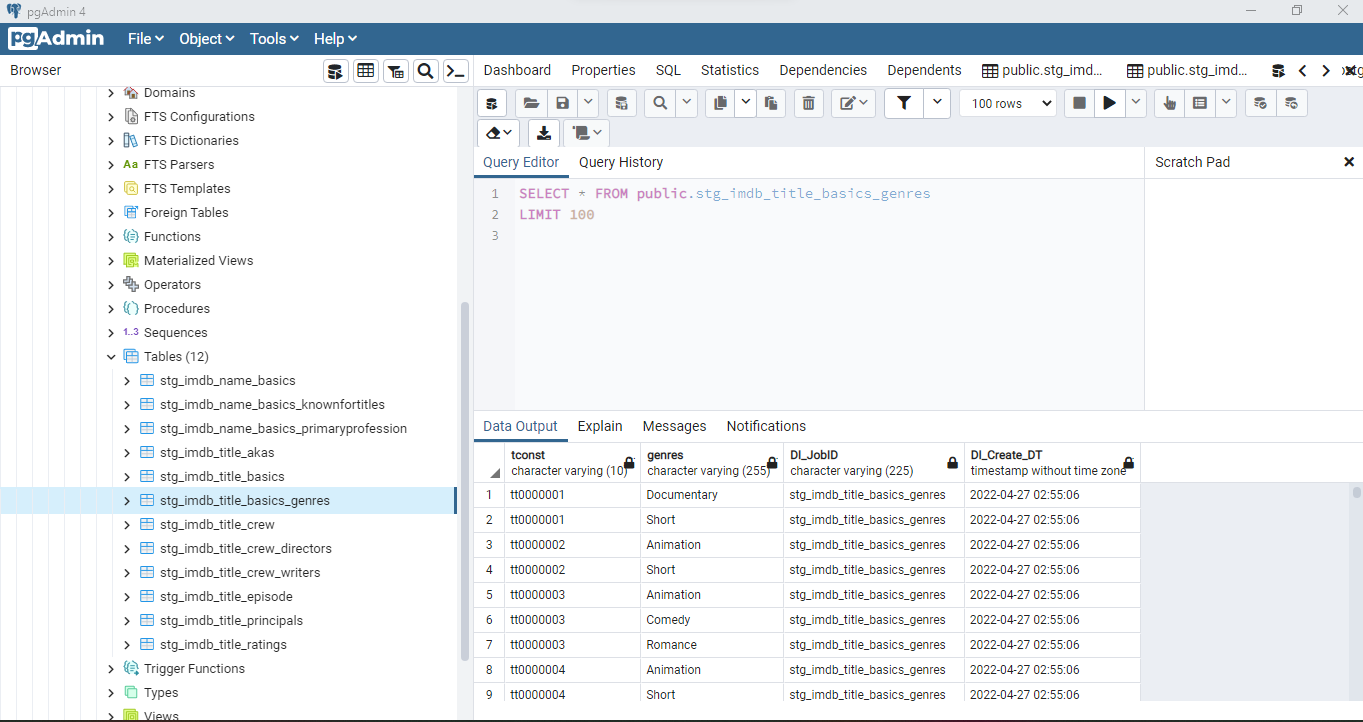 pgAdmin 4
pgAdmin File Object Tools Help
Browser
Dashboard Properties SQL Statistics Dependencies Dependents public.stg_imd... public.stg_imd...
Domains
FTS Configurations
FTS Dictionaries
Aa FTS Parsers
FTS Templates
Foreign Tables
Functions
Materialized Views
Operators
Procedures
1..3 Sequences
Tables (12)
stg_imdb_name_basics
stg_imdb_name_basics_knownfortitles
stg_imdb_name_basics_primaryprofession
stg_imdb_title_akas
stg_imdb_title_basics
stg_imdb_title_basics_genres
stg_imdb_title_crew
stg_imdb_title_crew_directors
stg_imdb_title_crew_writers
stg_imdb_title_episode
stg_imdb_title_principals
stg_imdb_title_ratings
Trigger Functions
Types
Views
100 rows
Query Editor Query History
Scratch Pad
1 SELECT * FROM public.stg_imdb_title_basics_genres
2 LIMIT 100
3
Data Output Explain Messages Notifications
tconst genres DI_JobID DI_Create_DT
character varying (10) character varying (255) character varying (225) timestamp without time zone
1 tt0000001 Documentary stg_imdb_title_basics_genres 2022-04-27 02:55:06
2 tt0000001 Short stg_imdb_title_basics_genres 2022-04-27 02:55:06
3 tt0000002 Animation stg_imdb_title_basics_genres 2022-04-27 02:55:06
4 tt0000002 Short stg_imdb_title_basics_genres 2022-04-27 02:55:06
5 tt0000003 Animation stg_imdb_title_basics_genres 2022-04-27 02:55:06
6 tt0000003 Comedy stg_imdb_title_basics_genres 2022-04-27 02:55:06
7 tt0000003 Romance stg_imdb_title_basics_genres 2022-04-27 02:55:06
8 tt0000004 Animation stg_imdb_title_basics_genres 2022-04-27 02:55:06
9 tt0000004 Short stg_imdb_title_basics_genres 2022-04-27 02:55:06